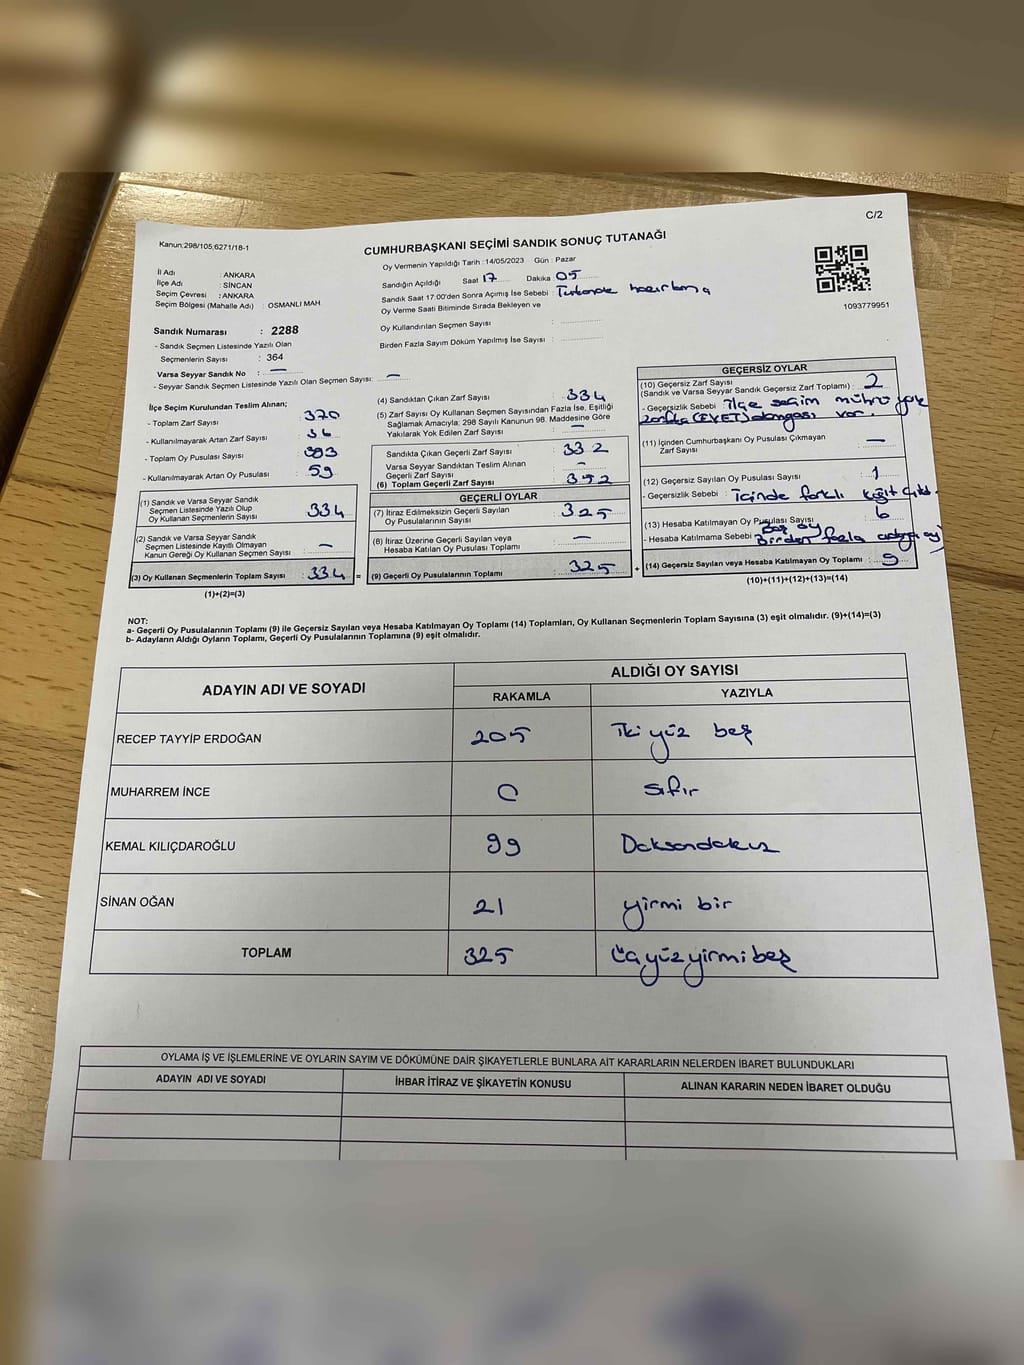 C/2
Kanun;298/105;6271/18-1
CUMHURBAŞKANI SEÇİMİ SANDIK SONUÇ TUTANAĞI
Oy Vermenin Yapıldığı Tarih : 14/05/2023 Gün : Pazar
İl Adı : ANKARA
İlçe Adı : SİNCAN
Seçim Çevresi : ANKARA
Seçim Bölgesi (Mahalle Adı) : OSMANLI MAH
Sandığın Açıldığı Saat 17 Dakika 05
Sandık Saat 17:00'den Sonra Açımış İse Sebebi :
Oy Verme Saati Bitiminde Sırada Bekleyen ve
Oy Kullandırılan Seçmen Sayısı :
Birden Fazla Sayım Döküm Yapılmış İse Sayısı :
1093779951
Sandık Numarası : 2288
- Sandık Seçmen Listesinde Yazılı Olan
Seçmenlerin Sayısı : 364
Varsa Seyyar Sandık No : —
- Seyyar Sandık Seçmen Listesinde Yazılı Olan Seçmen Sayısı: —
İlçe Seçim Kurulundan Teslim Alınan;
- Toplam Zarf Sayısı : 370
- Kullanılmayarak Artan Zarf Sayısı : 36
- Toplam Oy Pusulası Sayısı : 393
- Kullanılmayarak Artan Oy Pusulası : 59
(1) Sandık ve Varsa Seyyar Sandık
Seçmen Listesinde Yazılı Olup
Oy Kullanan Seçmenlerin Sayısı : 334
(2) Sandık ve Varsa Seyyar Sandık
Seçmen Listesinde Kayıtlı Olmayan
Kanun Gereği Oy Kullanan Seçmen Sayısı : —
(3) Oy Kullanan Seçmenlerin Toplam Sayısı : 334 =
(1)+(2)=(3)
(4) Sandıktan Çıkan Zarf Sayısı : 334
(5) Zarf Sayısı Oy Kullanan Seçmen Sayısından Fazla İse, Eşitliği
Sağlamak Amacıyla; 298 Sayılı Kanunun 98. Maddesine Göre
Yakılarak Yok Edilen Zarf Sayısı : —
Sandıkta Çıkan Geçerli Zarf Sayısı : 332
Varsa Seyyar Sandıktan Teslim Alınan
Geçerli Zarf Sayısı : —
(6) Toplam Geçerli Zarf Sayısı : 332
GEÇERLİ OYLAR
(7) İtiraz Edilmeksizin Geçerli Sayılan
Oy Pusulalarının Sayısı : 325
(8) İtiraz Üzerine Geçerli Sayılan veya
Hesaba Katılan Oy Pusulası Toplamı : —
(9) Geçerli Oy Pusulalarının Toplamı : 325 +
GEÇERSİZ OYLAR
(10) Geçersiz Zarf Sayısı
(Sandık ve Varsa Seyyar Sandık Geçersiz Zarf Toplamı) : 2
- Geçersizlik Sebebi : İlçe seçim mührü yok
zarfta (EVET) damgası var.
(11) İçinden Cumhurbaşkanı Oy Pusulası Çıkmayan
Zarf Sayısı : —
(12) Geçersiz Sayılan Oy Pusulası Sayısı : 1
- Geçersizlik Sebebi : İçinde farklı kağıt çıktı.
(13) Hesaba Katılmayan Oy Pusulası Sayısı : 6
- Hesaba Katılmama Sebebi : Boş oy
Birden fazla adaya oy
(14) Geçersiz Sayılan veya Hesaba Katılmayan Oy Toplamı : 9
(10)+(11)+(12)+(13)=(14)
NOT:
a- Geçerli Oy Pusulalarının Toplamı (9) ile Geçersiz Sayılan veya Hesaba Katılmayan Oy Toplamı (14) Toplamları, Oy Kullanan Seçmenlerin Toplam Sayısına (3) eşit olmalıdır. (9)+(14)=(3)
b- Adayların Aldığı Oyların Toplamı, Geçerli Oy Pusulalarının Toplamına (9) eşit olmalıdır.
ADAYIN ADI VE SOYADI
ALDIĞI OY SAYISI
RAKAMLA YAZIYLA
RECEP TAYYİP ERDOĞAN 205 İki yüz beş
MUHARREM İNCE 0 sıfır
KEMAL KILIÇDAROĞLU 99 Doksandokuz
SİNAN OĞAN 21 yirmi bir
TOPLAM 325 Üçyüzyirmibeş
OYLAMA İŞ VE İŞLEMLERİNE VE OYLARIN SAYIM VE DÖKÜMÜNE DAİR ŞİKAYETLERLE BUNLARA AİT KARARLARIN NELERDEN İBARET BULUNDUKLARI
ADAYIN ADI VE SOYADI İHBAR İTİRAZ VE ŞİKAYETİN KONUSU ALINAN KARARIN NEDEN İBARET OLDUĞU